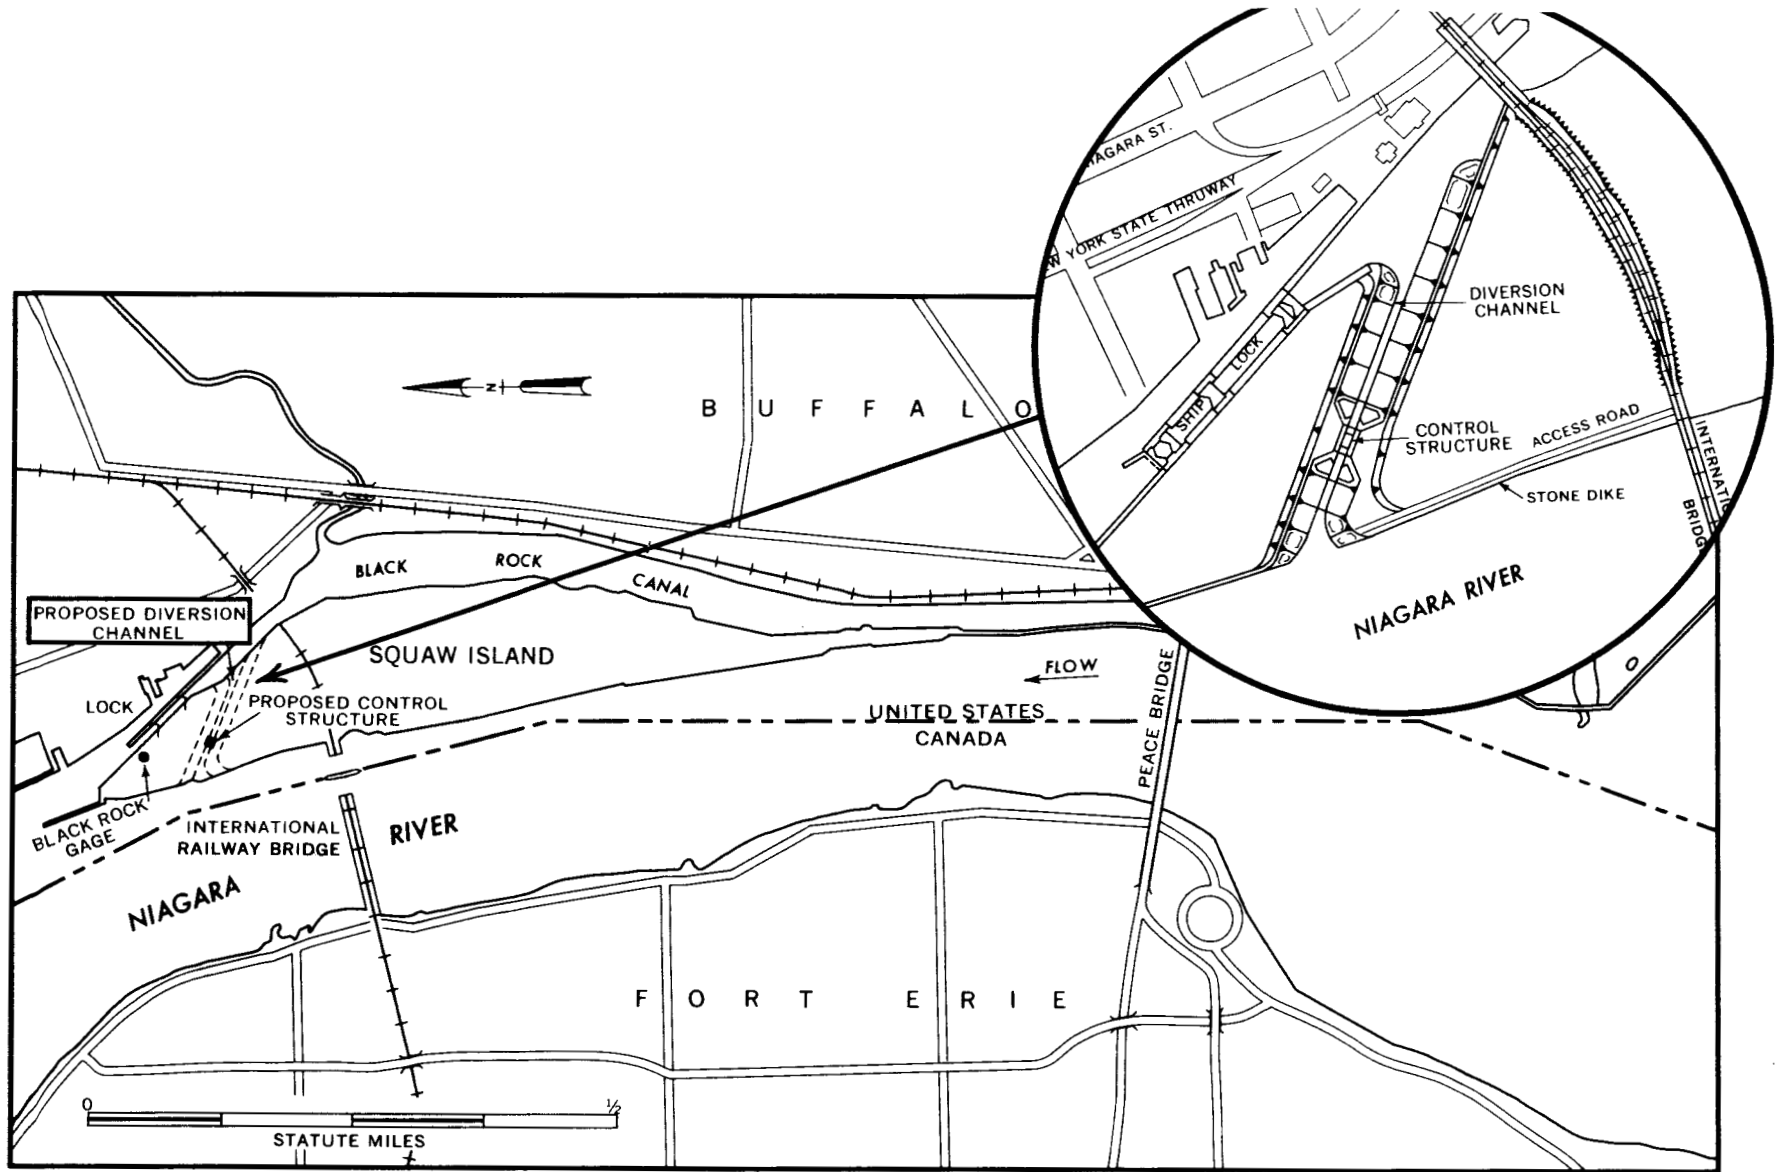 NIAGARA ST.
NEW YORK STATE THRUWAY
DIVERSION
CHANNEL
SHIP LOCK
CONTROL
STRUCTURE
ACCESS ROAD
STONE DIKE
NIAGARA RIVER
N
BUFFALO
BLACK ROCK CANAL
PROPOSED DIVERSION
CHANNEL
SQUAW ISLAND
LOCK
PROPOSED CONTROL
STRUCTURE
FLOW
UNITED STATES
CANADA
PEACE BRIDGE
BLACK ROCK
GAGE
INTERNATIONAL
RAILWAY BRIDGE
NIAGARA RIVER
FORT ERIE
0 ½
STATUTE MILES